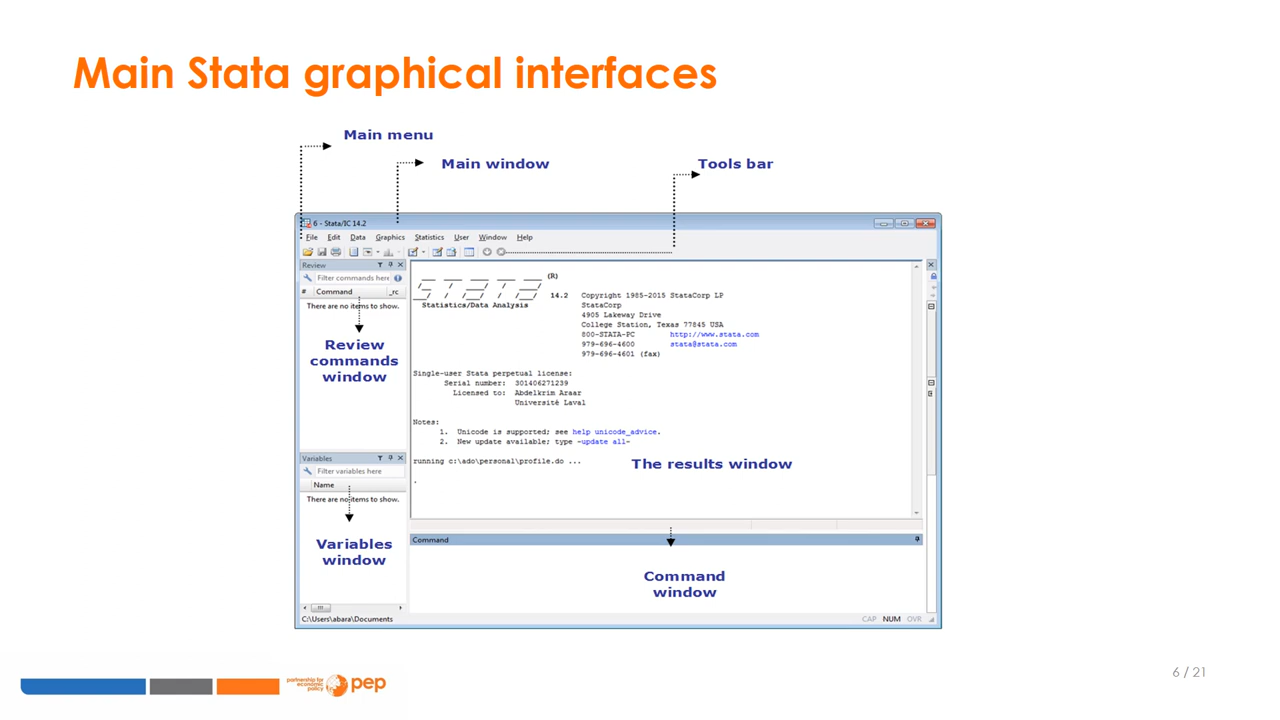 Main Stata graphical interfaces
Main menu
Main window
Tools bar
6 - Stata/IC 14.2
File Edit Data Graphics Statistics User Window Help
Review
Filter commands here
# Command _rc
There are no items to show.
Review
commands
window
(R)
14.2 Copyright 1985-2015 StataCorp LP
Statistics/Data Analysis StataCorp
4905 Lakeway Drive
College Station, Texas 77845 USA
800-STATA-PC http://www.stata.com
979-696-4600 stata@stata.com
979-696-4601 (fax)
Single-user Stata perpetual license:
Serial number: 301406271239
Licensed to: Abdelkrim Araar
Université Laval
Notes:
1. Unicode is supported; see help unicode_advice.
2. New update available; type -update all-
running c:\ado\personal\profile.do ...
.
The results window
Variables
Filter variables here
Name
There are no items to show.
Variables
window
Command
Command
window
C:\Users\abara\Documents
CAP NUM OVR
partnership for
economic
policy
pep
6 / 21